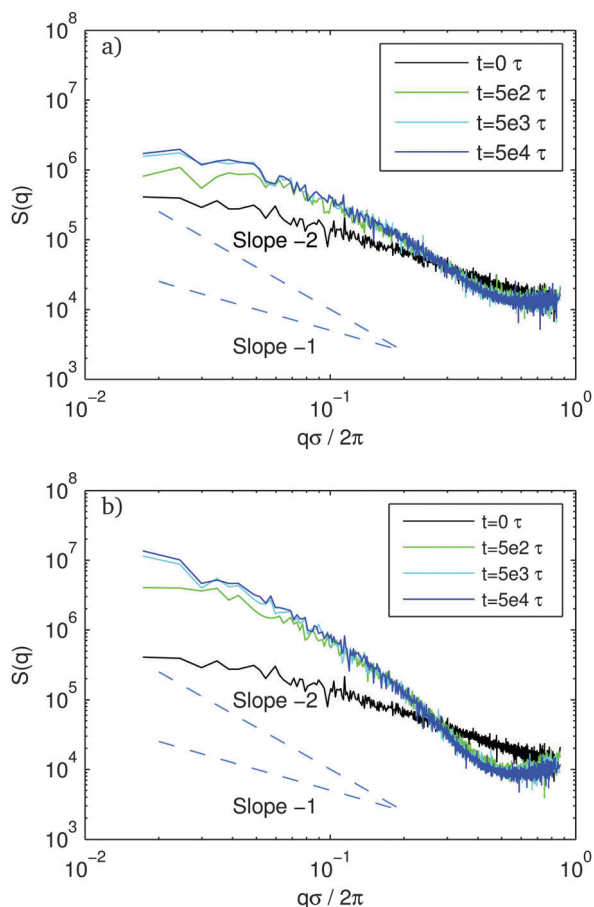 a)
10^8
10^7
10^6
10^5
10^4
10^3
S(q)
t=0 τ
t=5e2 τ
t=5e3 τ
t=5e4 τ
Slope −2
Slope −1
10^−2
10^−1
10^0
qσ / 2π
b)
10^8
10^7
10^6
10^5
10^4
10^3
S(q)
t=0 τ
t=5e2 τ
t=5e3 τ
t=5e4 τ
Slope −2
Slope −1
10^−2
10^−1
10^0
qσ / 2π